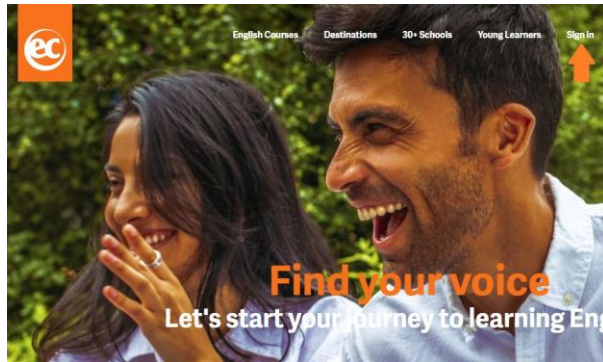 ec
English Courses Destinations 30+ Schools Young Learners Sign In
Find your voice
Let's start your journey to learning Eng